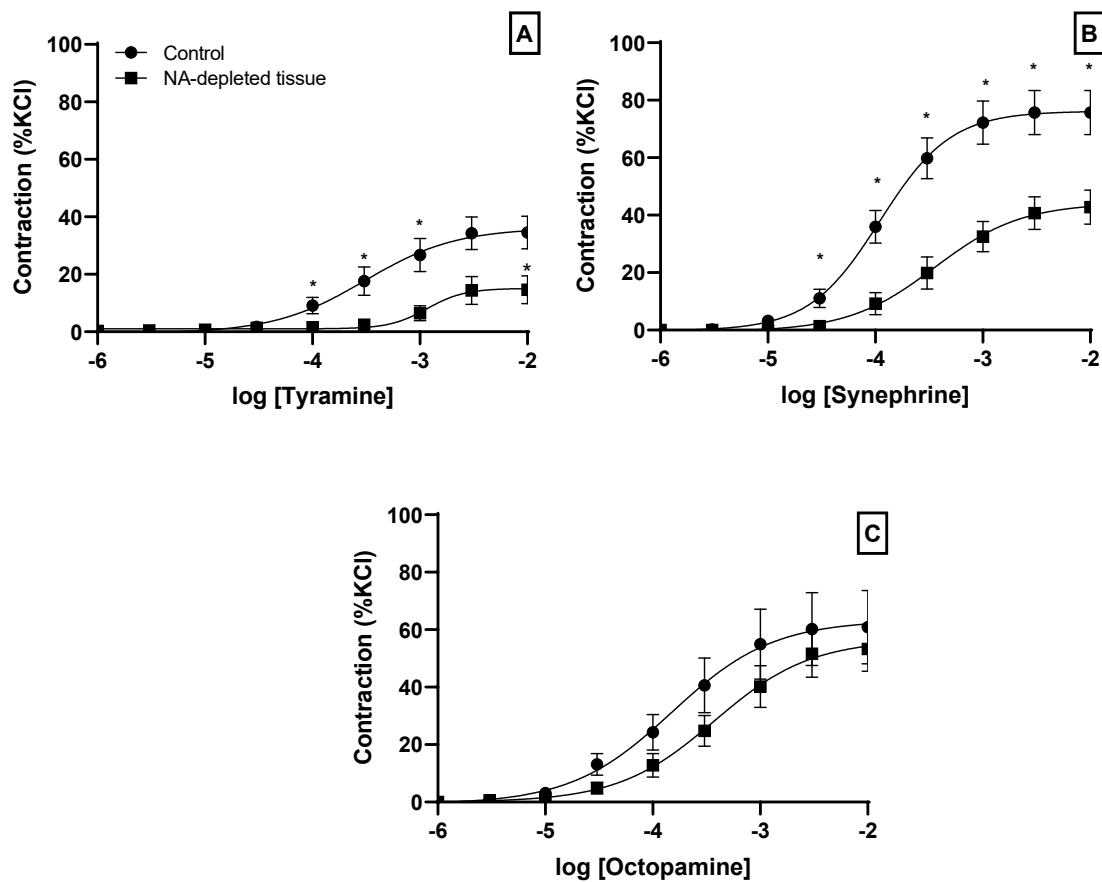 A
Control
NA-depleted tissue
100
80
60
40
20
0
Contraction (%KCl)
* * * *
-6 -5 -4 -3 -2
log [Tyramine]
B
100
80
60
40
20
0
Contraction (%KCl)
* * * * * *
-6 -5 -4 -3 -2
log [Synephrine]
C
100
80
60
40
20
0
Contraction (%KCl)
-6 -5 -4 -3 -2
log [Octopamine]